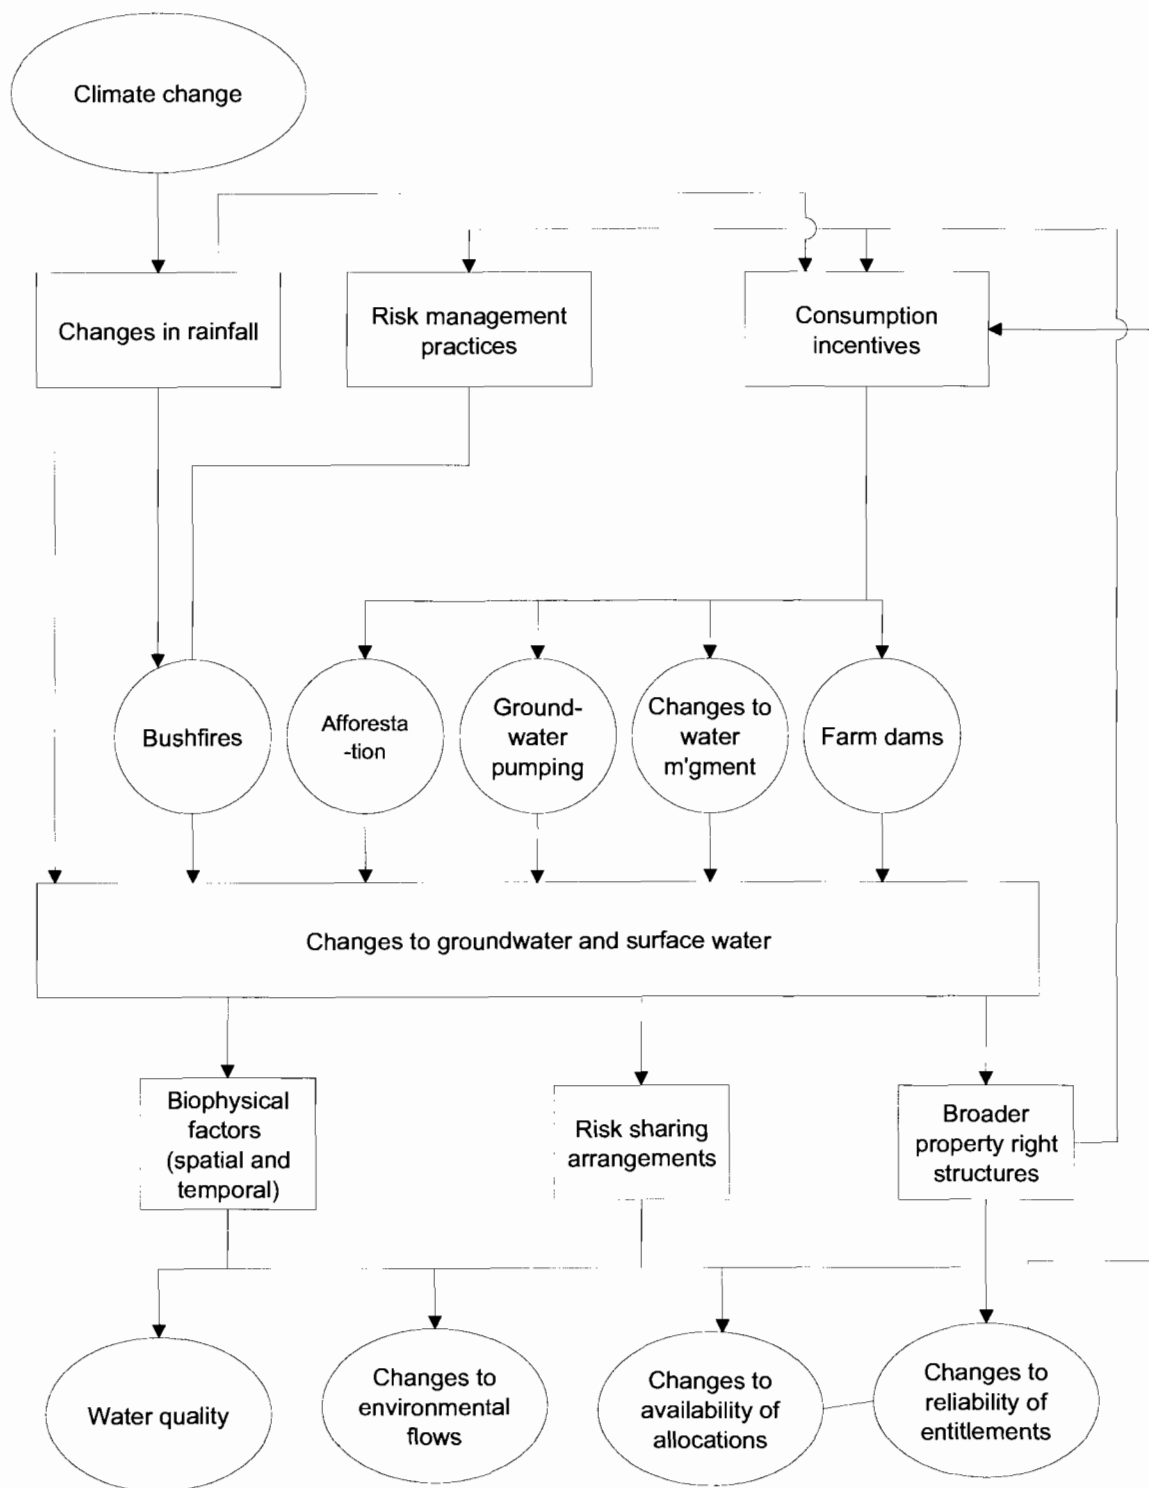 Climate change
Changes in rainfall
Risk management
practices
Consumption
incentives
Bushfires
Afforesta
-tion
Ground-
water
pumping
Changes to
water
m'gment
Farm dams
Changes to groundwater and surface water
Biophysical
factors
(spatial and
temporal)
Risk sharing
arrangements
Broader
property right
structures
Water quality
Changes to
environmental
flows
Changes to
availability of
allocations
Changes to
reliability of
entitlements